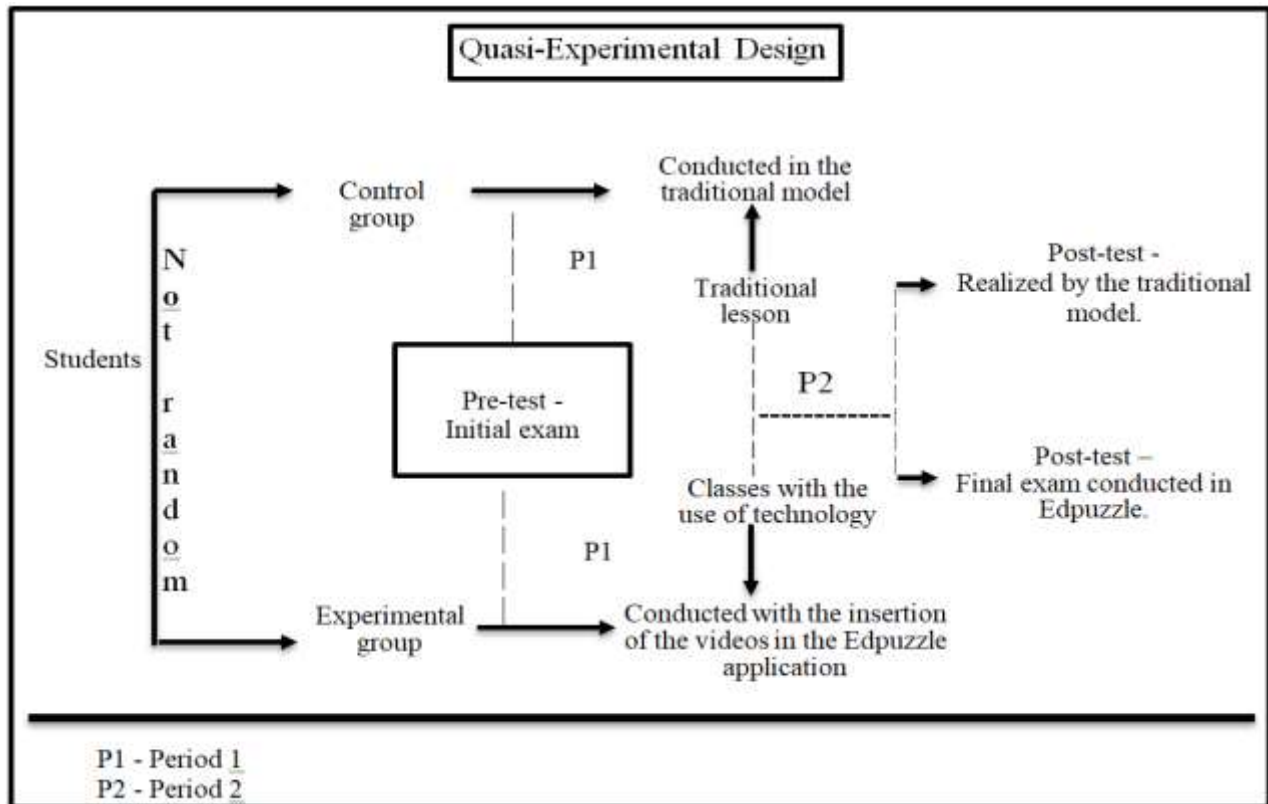 Quasi-Experimental Design
Conducted in the
traditional model
Control
group
P1
Not random
Post-test -
Realized by the traditional
model.
Traditional
lesson
Students
P2
Pre-test -
Initial exam
Post-test –
Final exam conducted in
Edpuzzle.
Classes with the
use of technology
P1
Experimental
group
Conducted with the insertion
of the videos in the Edpuzzle
application
P1 - Period 1
P2 - Period 2